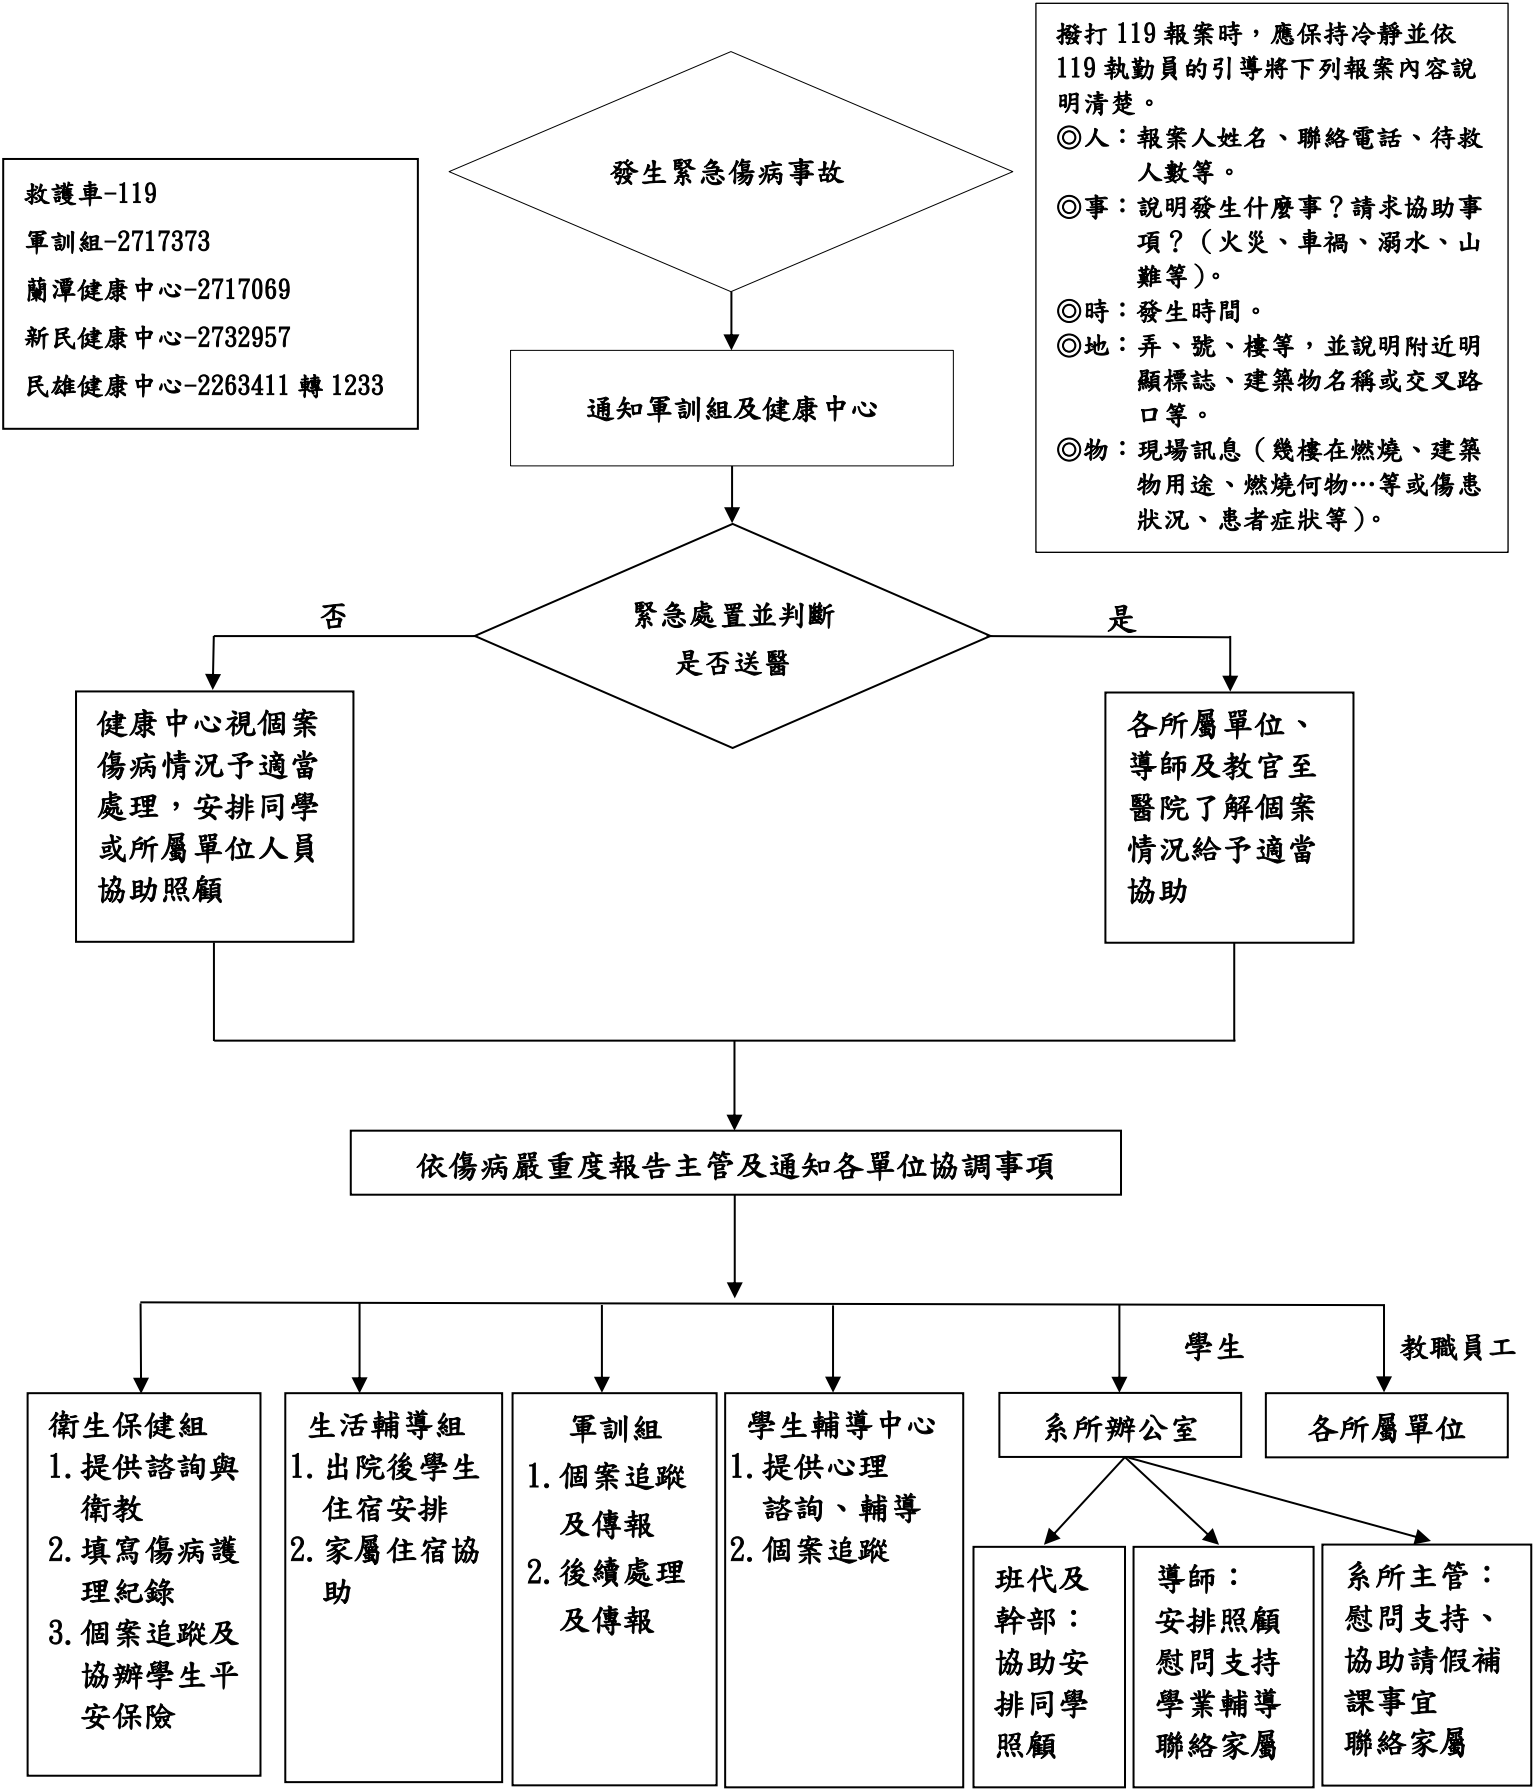 撥打 119 報案時，應保持冷靜並依
119 執勤員的引導將下列報案內容說
明清楚。
◎人：報案人姓名、聯絡電話、待救
人數等。
◎事：說明發生什麼事？請求協助事
項？（火災、車禍、溺水、山
難等）。
◎時：發生時間。
◎地：弄、號、樓等，並說明附近明
顯標誌、建築物名稱或交叉路
口等。
◎物：現場訊息（幾樓在燃燒、建築
物用途、燃燒何物…等或傷患
狀況、患者症狀等）。
發生緊急傷病事故
救護車-119
軍訓組-2717373
蘭潭健康中心-2717069
新民健康中心-2732957
民雄健康中心-2263411 轉 1233
通知軍訓組及健康中心
緊急處置並判斷
是否送醫
否
是
健康中心視個案
傷病情況予適當
處理，安排同學
或所屬單位人員
協助照顧
各所屬單位、
導師及教官至
醫院了解個案
情況給予適當
協助
依傷病嚴重度報告主管及通知各單位協調事項
學生
教職員工
衛生保健組
1.提供諮詢與
衛教
2.填寫傷病護
理紀錄
3.個案追蹤及
協辦學生平
安保險
生活輔導組
1.出院後學生
住宿安排
2.家屬住宿協
助
軍訓組
1.個案追蹤
及傳報
2.後續處理
及傳報
學生輔導中心
1.提供心理
諮詢、輔導
2.個案追蹤
系所辦公室
各所屬單位
班代及
幹部：
協助安
排同學
照顧
導師：
安排照顧
慰問支持
學業輔導
聯絡家屬
系所主管：
慰問支持、
協助請假補
課事宜
聯絡家屬